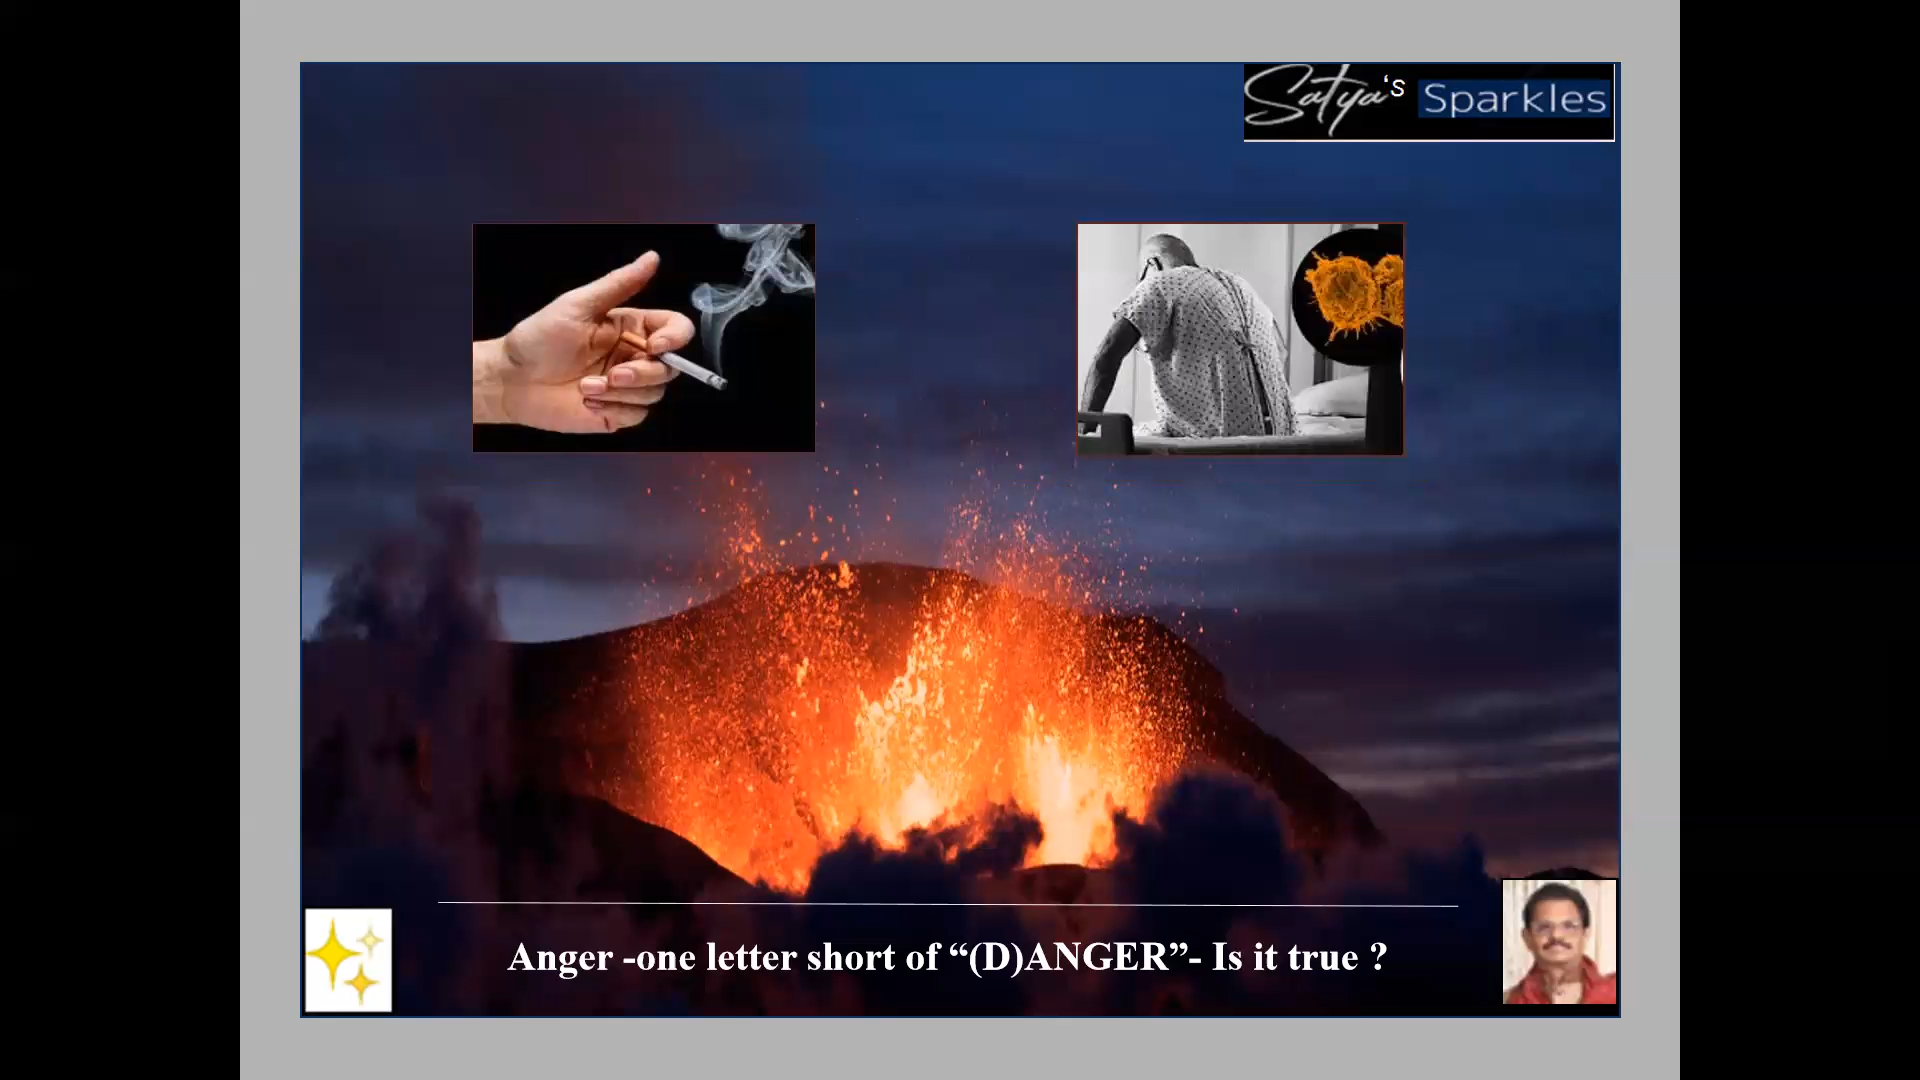 Satya's Sparkles
Anger -one letter short of “(D)ANGER”- Is it true ?